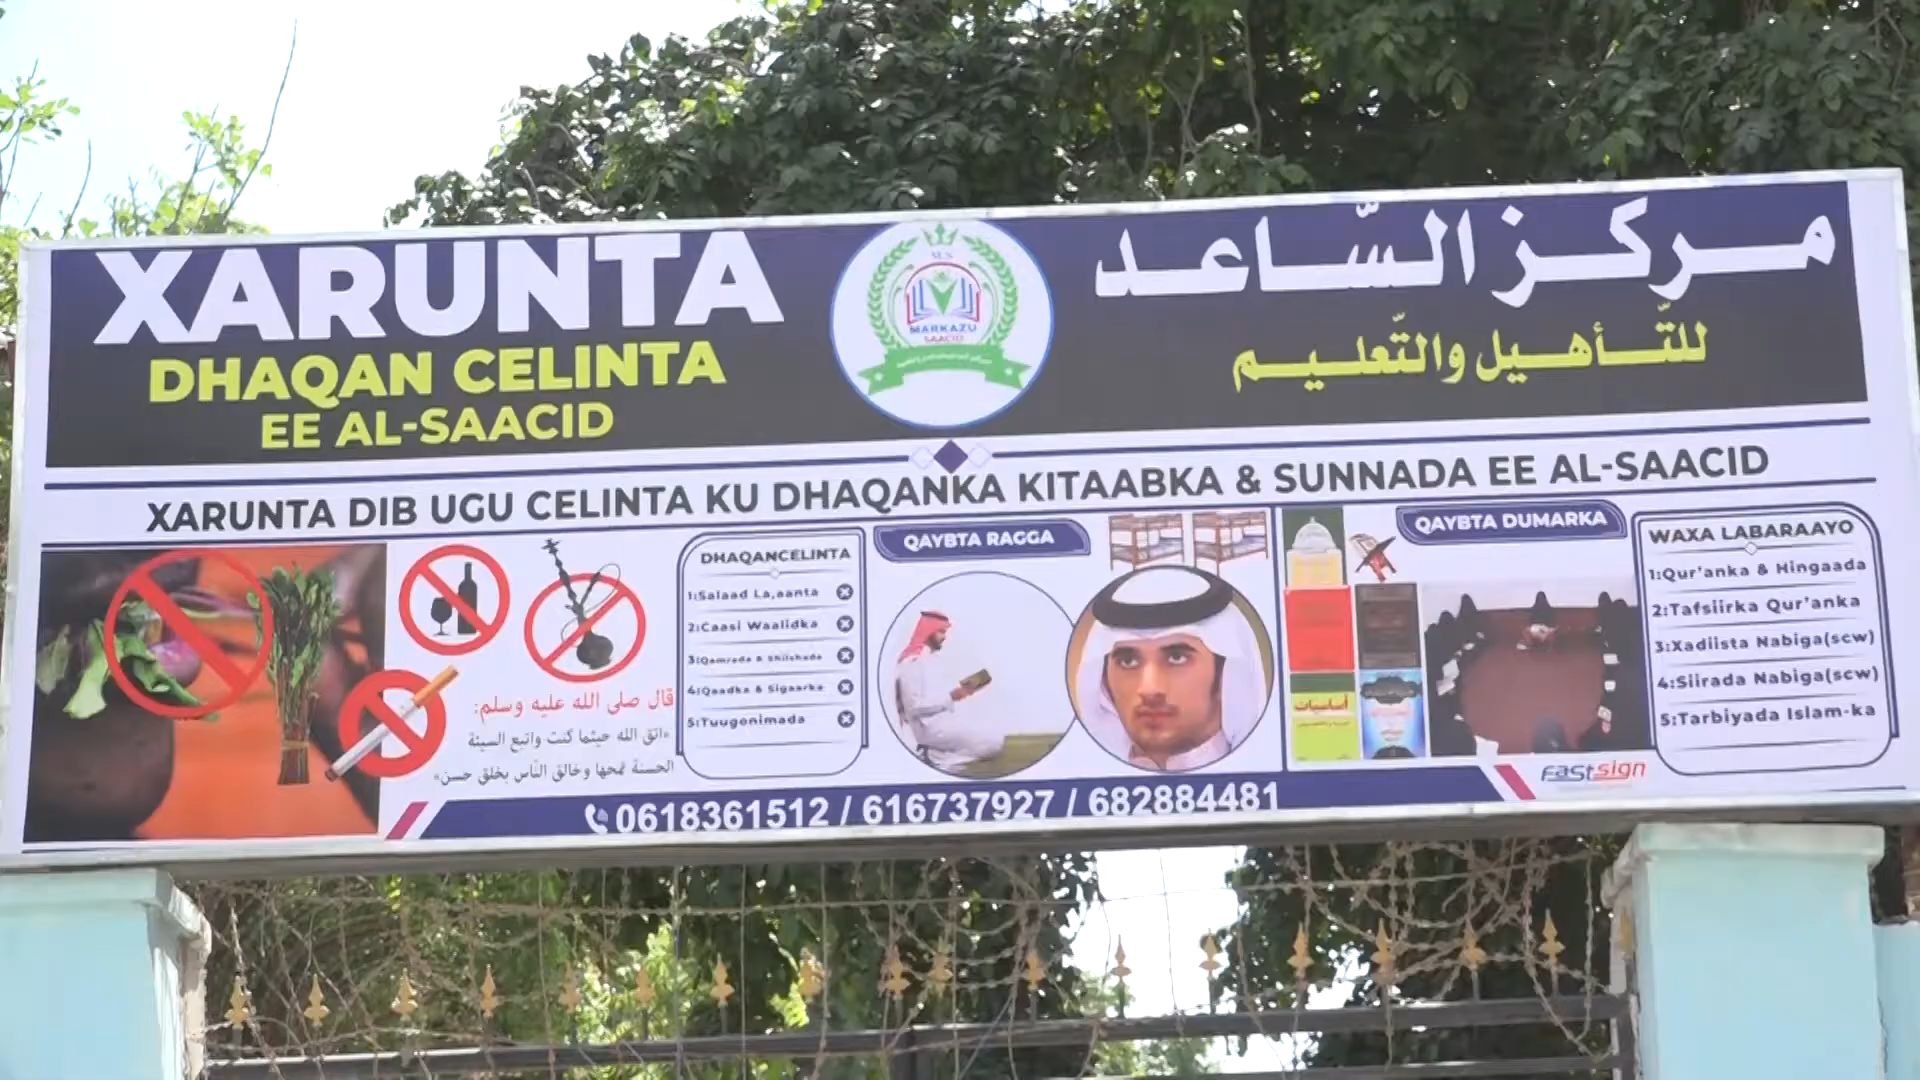 XARUNTA
DHAQAN CELINTA
EE AL-SAACID
MARKAZU
SAACID
مركز السّاعد
للتّأهيل والتّعليم
XARUNTA DIB UGU CELINTA KU DHAQANKA KITAABKA & SUNNADA EE AL-SAACID
قال صلى الله عليه وسلم:
«اتق الله حيثما كنت واتبع السيئة
الحسنة تمحها وخالق النّاس بخلق حسن»
DHAQANCELINTA
1:Salaad La,aanta
2:Caasi Waalidka
3:Qamrada & Shiishada
4:Qaadka & Sigaarka
5:Tuugonimada
QAYBTA RAGGA
أساسيات
QAYBTA DUMARKA
WAXA LABARAAYO
1:Qur'anka & Hingaada
2:Tafsiirka Qur'anka
3:Xadiista Nabiga(scw)
4:Siirada Nabiga(scw)
5:Tarbiyada Islam-ka
0618361512 / 616737927 / 682884481
Fastsign